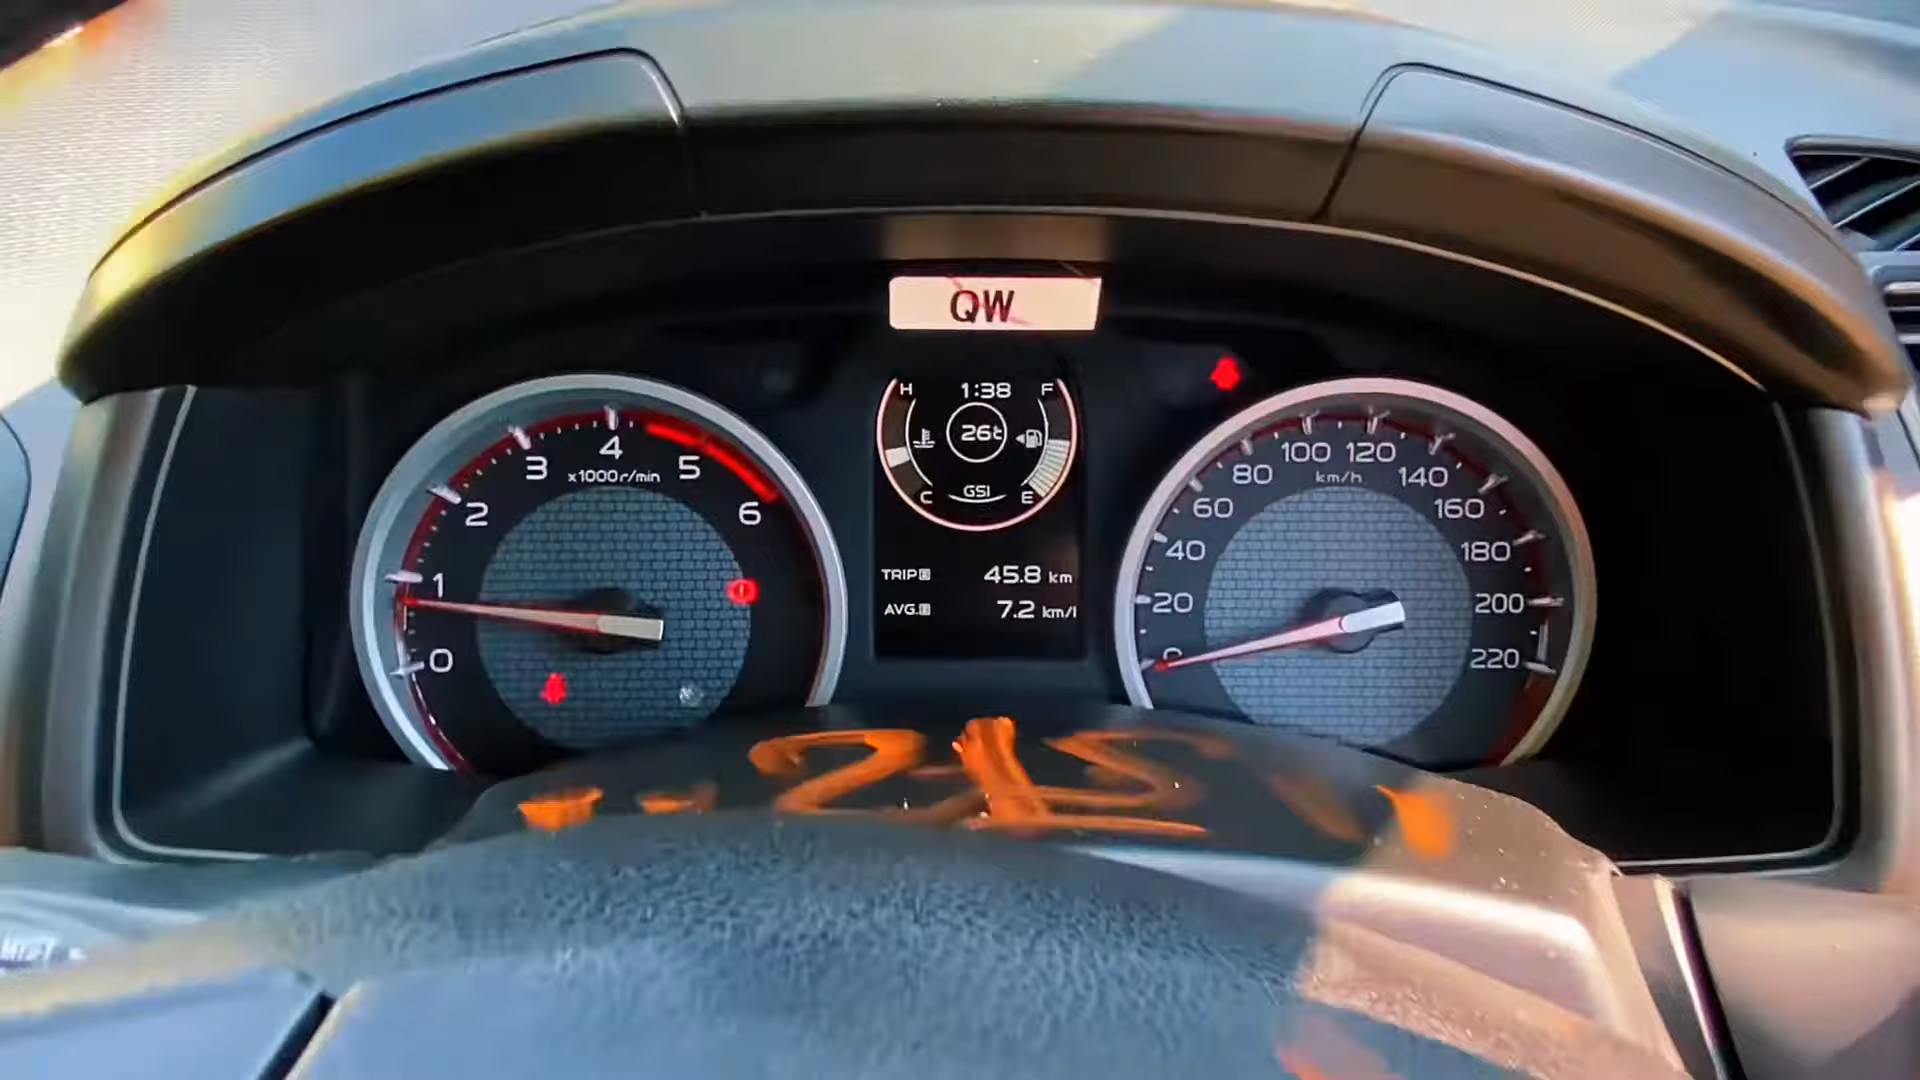 QW
H 1:38 F
26t
C GSI E
TRIP B 45.8 km
AVG. B 7.2 km/l
0 1 2 3 4 5 6
x1000r/min
0 20 40 60 80 100 120 140 160 180 200 220
km/h